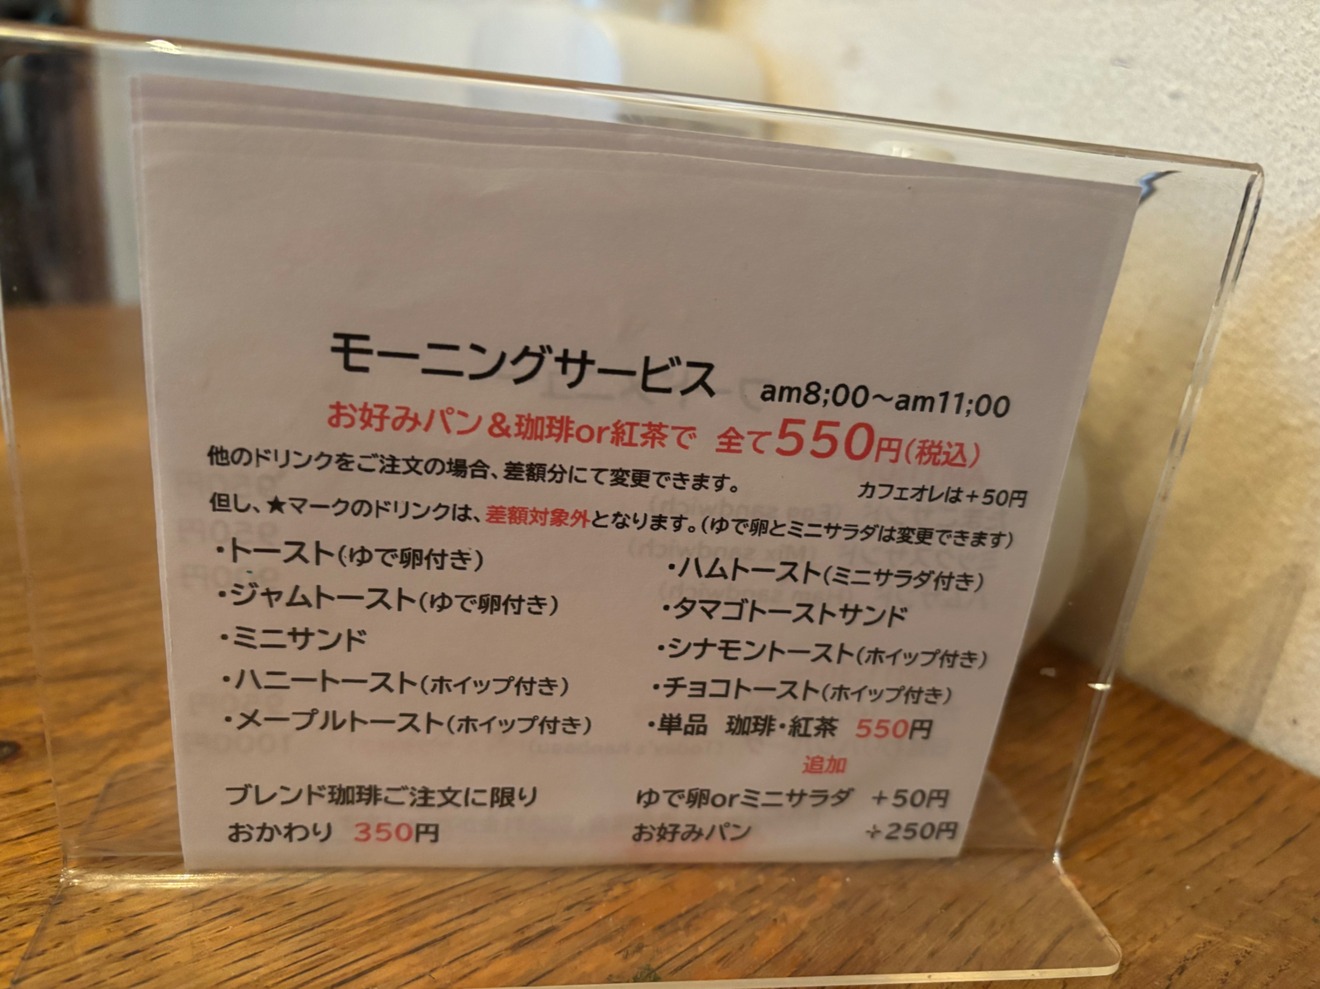 モーニングサービス am8;00～am11;00
お好みパン＆珈琲or紅茶で 全て550円(税込)
他のドリンクをご注文の場合、差額分にて変更できます。
カフェオレは＋50円
但し、★マークのドリンクは、差額対象外となります。(ゆで卵とミニサラダは変更できます)
・トースト(ゆで卵付き)
・ジャムトースト(ゆで卵付き)
・ミニサンド
・ハニートースト(ホイップ付き)
・メープルトースト(ホイップ付き)
・ハムトースト(ミニサラダ付き)
・タマゴトーストサンド
・シナモントースト(ホイップ付き)
・チョコトースト(ホイップ付き)
・単品 珈琲・紅茶 550円
ブレンド珈琲ご注文に限り
おかわり 350円
追加
ゆで卵orミニサラダ ＋50円
お好みパン ＋250円